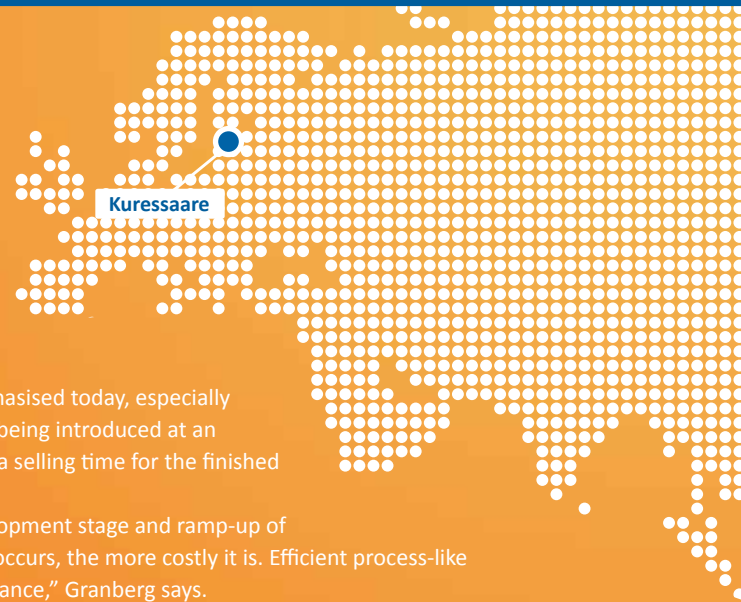 Kuressaare
asised today, especially
being introduced at an
a selling time for the finished
opment stage and ramp-up of
occurs, the more costly it is. Efficient process-like
ance,” Granberg says.